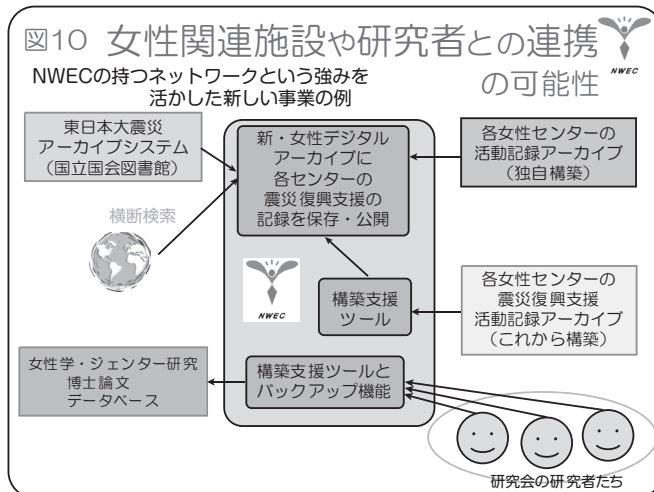 図10 女性関連施設や研究者との連携
の可能性
NWEC
NWECの持つネットワークという強みを
活かした新しい事業の例
東日本大震災
アーカイブシステム
(国立国会図書館)
新・女性デジタル
アーカイブに
各センターの
震災復興支援の
記録を保存・公開
各女性センターの
活動記録アーカイブ
(独自構築)
横断検索
NWEC
構築支援
ツール
各女性センターの
震災復興支援
活動記録アーカイブ
(これから構築)
女性学・ジェンター研究
博士論文
データベース
構築支援ツールと
バックアップ機能
研究会の研究者たち